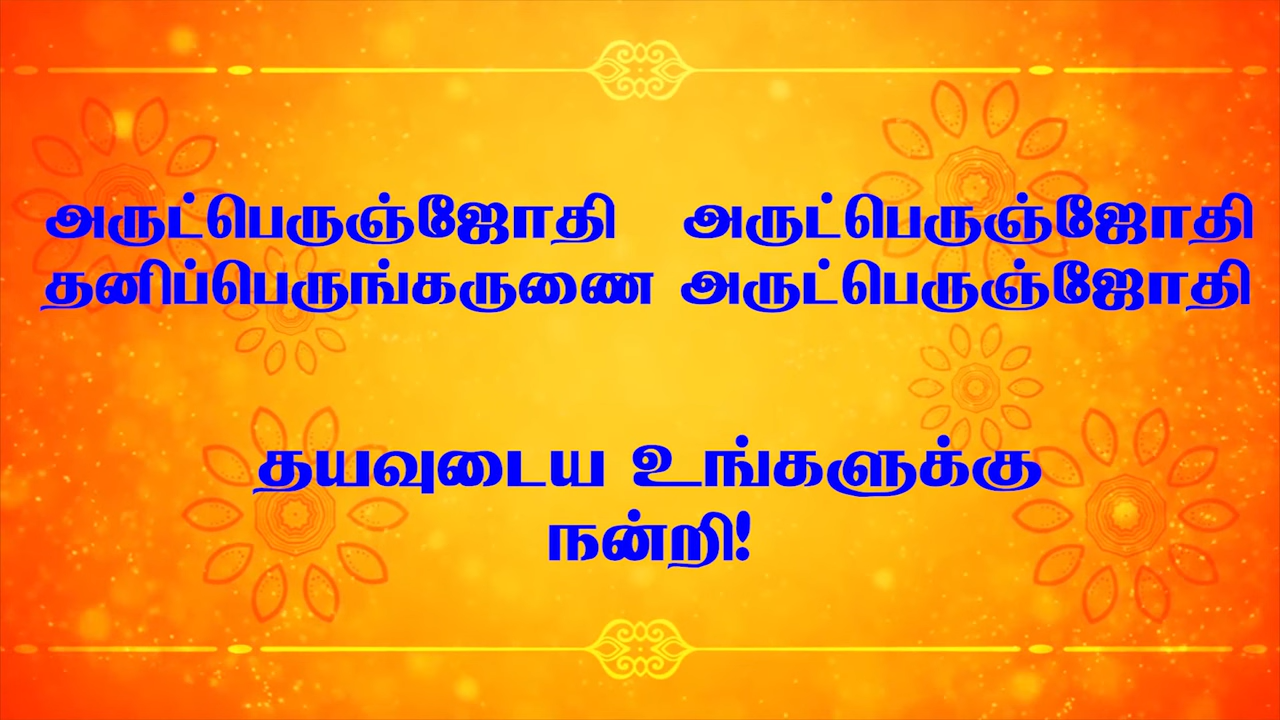 அருட்பெருஞ்ஜோதி அருட்பெருஞ்ஜோதி
தனிப்பெருங்கருணை அருட்பெருஞ்ஜோதி
தயவுடைய உங்களுக்கு
நன்றி!